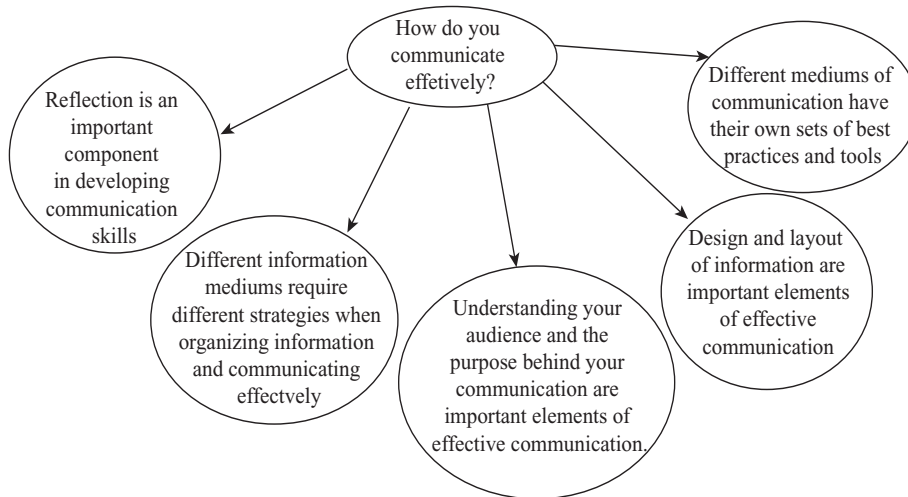 How do you
communicate
effetively?
Reflection is an
important
component
in developing
communication
skills
Different information
mediums require
different strategies when
organizing information
and communicating
effectvely
Understanding your
audience and the
purpose behind your
communication are
important elements of
effective communication.
Design and layout
of information are
important elements
of effective
communication
Different mediums of
communication have
their own sets of best
practices and tools